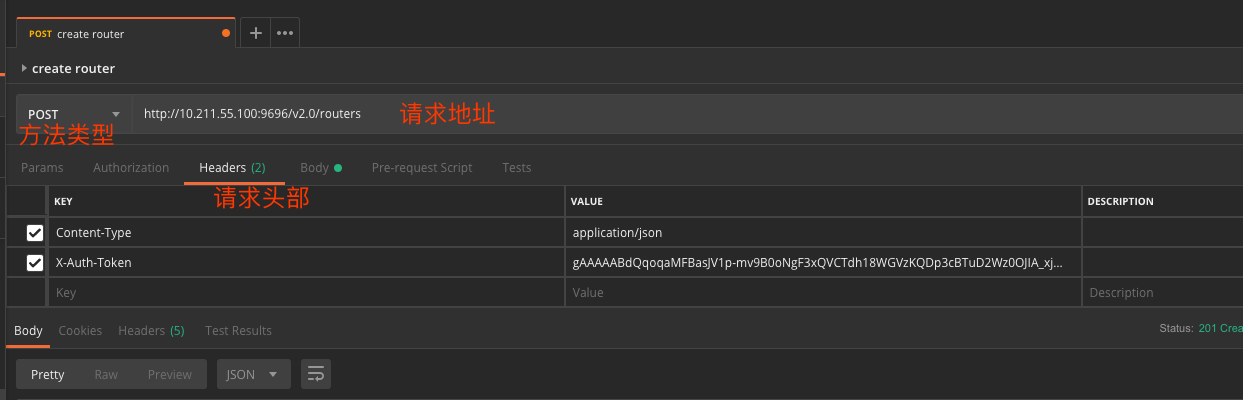 POST create router
create router
POST http://10.211.55.100:9696/v2.0/routers 请求地址
方法类型
Params Authorization Headers (2) Body Pre-request Script Tests
请求头部
KEY VALUE DESCRIPTION
Content-Type application/json
X-Auth-Token gAAAAABdQqoqaMFBasJV1p-mv9B0oNgF3xQVCTdh18WGVzKQDp3cBTuD2Wz0OJIA_xj...
Key Value Description
Body Cookies Headers (5) Test Results Status: 201 Crea
Pretty Raw Preview JSON